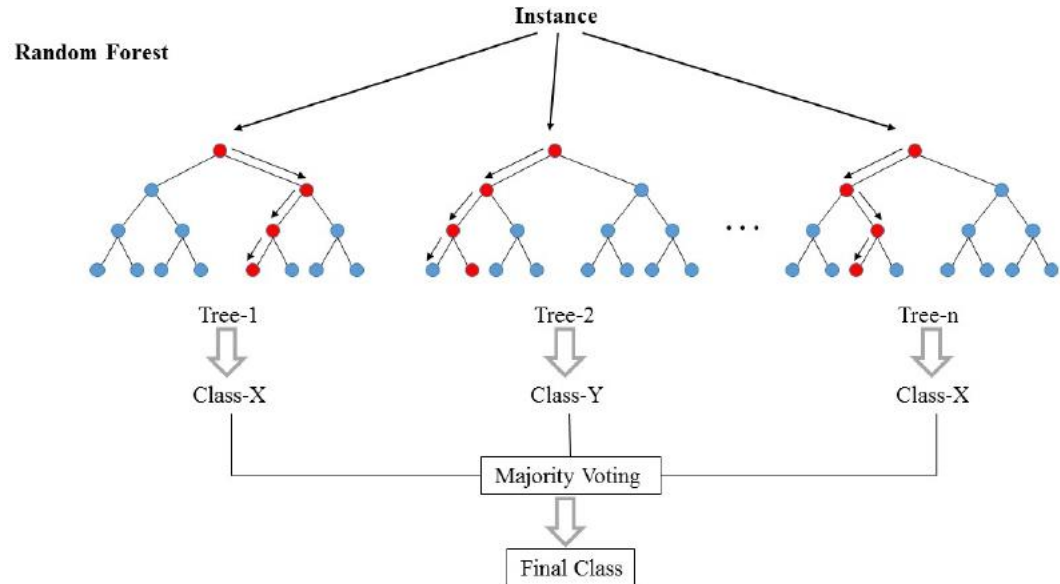 Instance
Random Forest
...
Tree-1 Tree-2 Tree-n
Class-X Class-Y Class-X
Majority Voting
Final Class